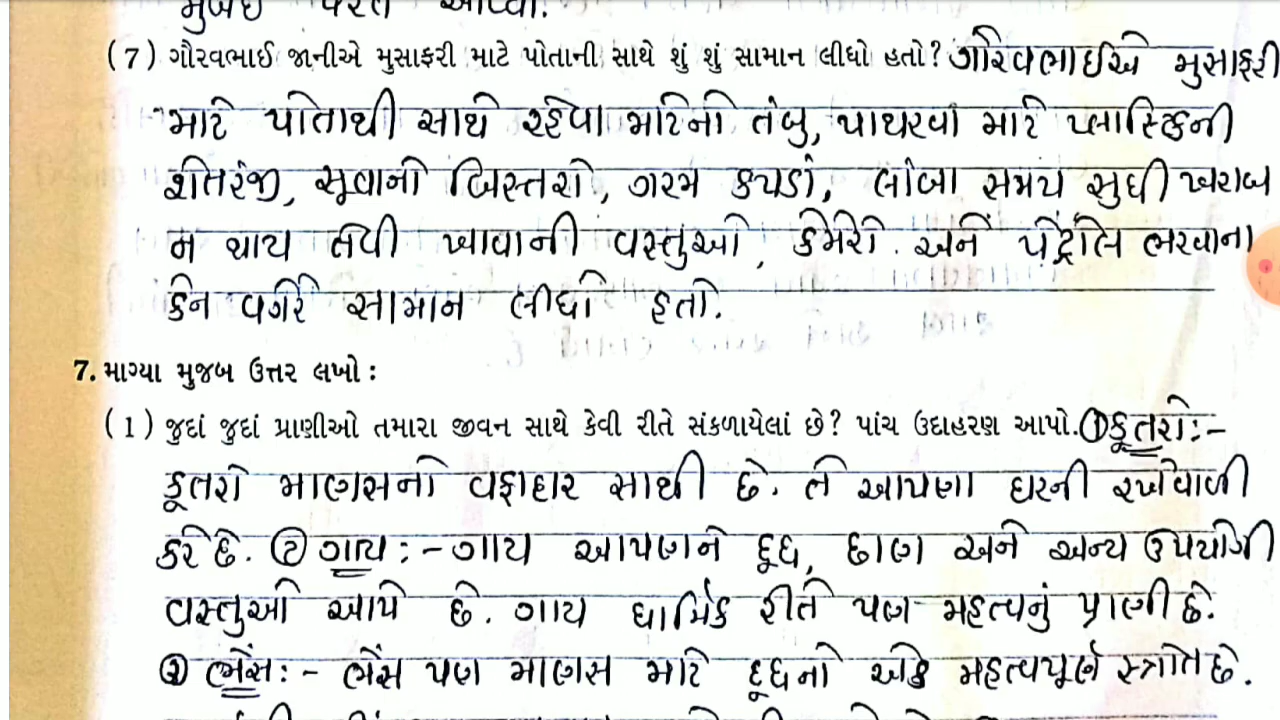 (7) ગૌરવભાઈ જાનીએ મુસાફરી માટે પોતાની સાથે શું શું સામાન લીધો હતો? ગૌરવભાઈએ મુસાફરી
માટે પોતાથી સાથે રહેવા માટેનો તંબુ, પાથરવા માટે પ્લાસ્ટિકની
શેતરંજી, સૂવાનો બિસ્તરો, ગરમ કપડાં, લાંબા સમય સુધી ખરાબ
ન થાય તેવી ખાવાની વસ્તુઓ, કેમેરો. અને પેટ્રોલ ભરવાના
કેન વગેરે સામાન લીધો હતો.
7. માગ્યા મુજબ ઉત્તર લખો :
(1) જુદાં જુદાં પ્રાણીઓ તમારા જીવન સાથે કેવી રીતે સંકળાયેલાં છે? પાંચ ઉદાહરણ આપો. ① કૂતરો :-
કૂતરો માણસનો વફાદાર સાથી છે. તે આપણા ઘરની રખેવાળી
કરે છે. ② ગાય : - ગાય આપણને દૂધ, છાણ અને અન્ય ઉપયોગી
વસ્તુઓ આપે છે. ગાય ધાર્મિક રીતે પણ મહત્વનું પ્રાણી છે.
③ ભેંસ : - ભેંસ પણ માણસ માટે દૂધનો એક મહત્વપૂર્ણ સ્ત્રોત છે.